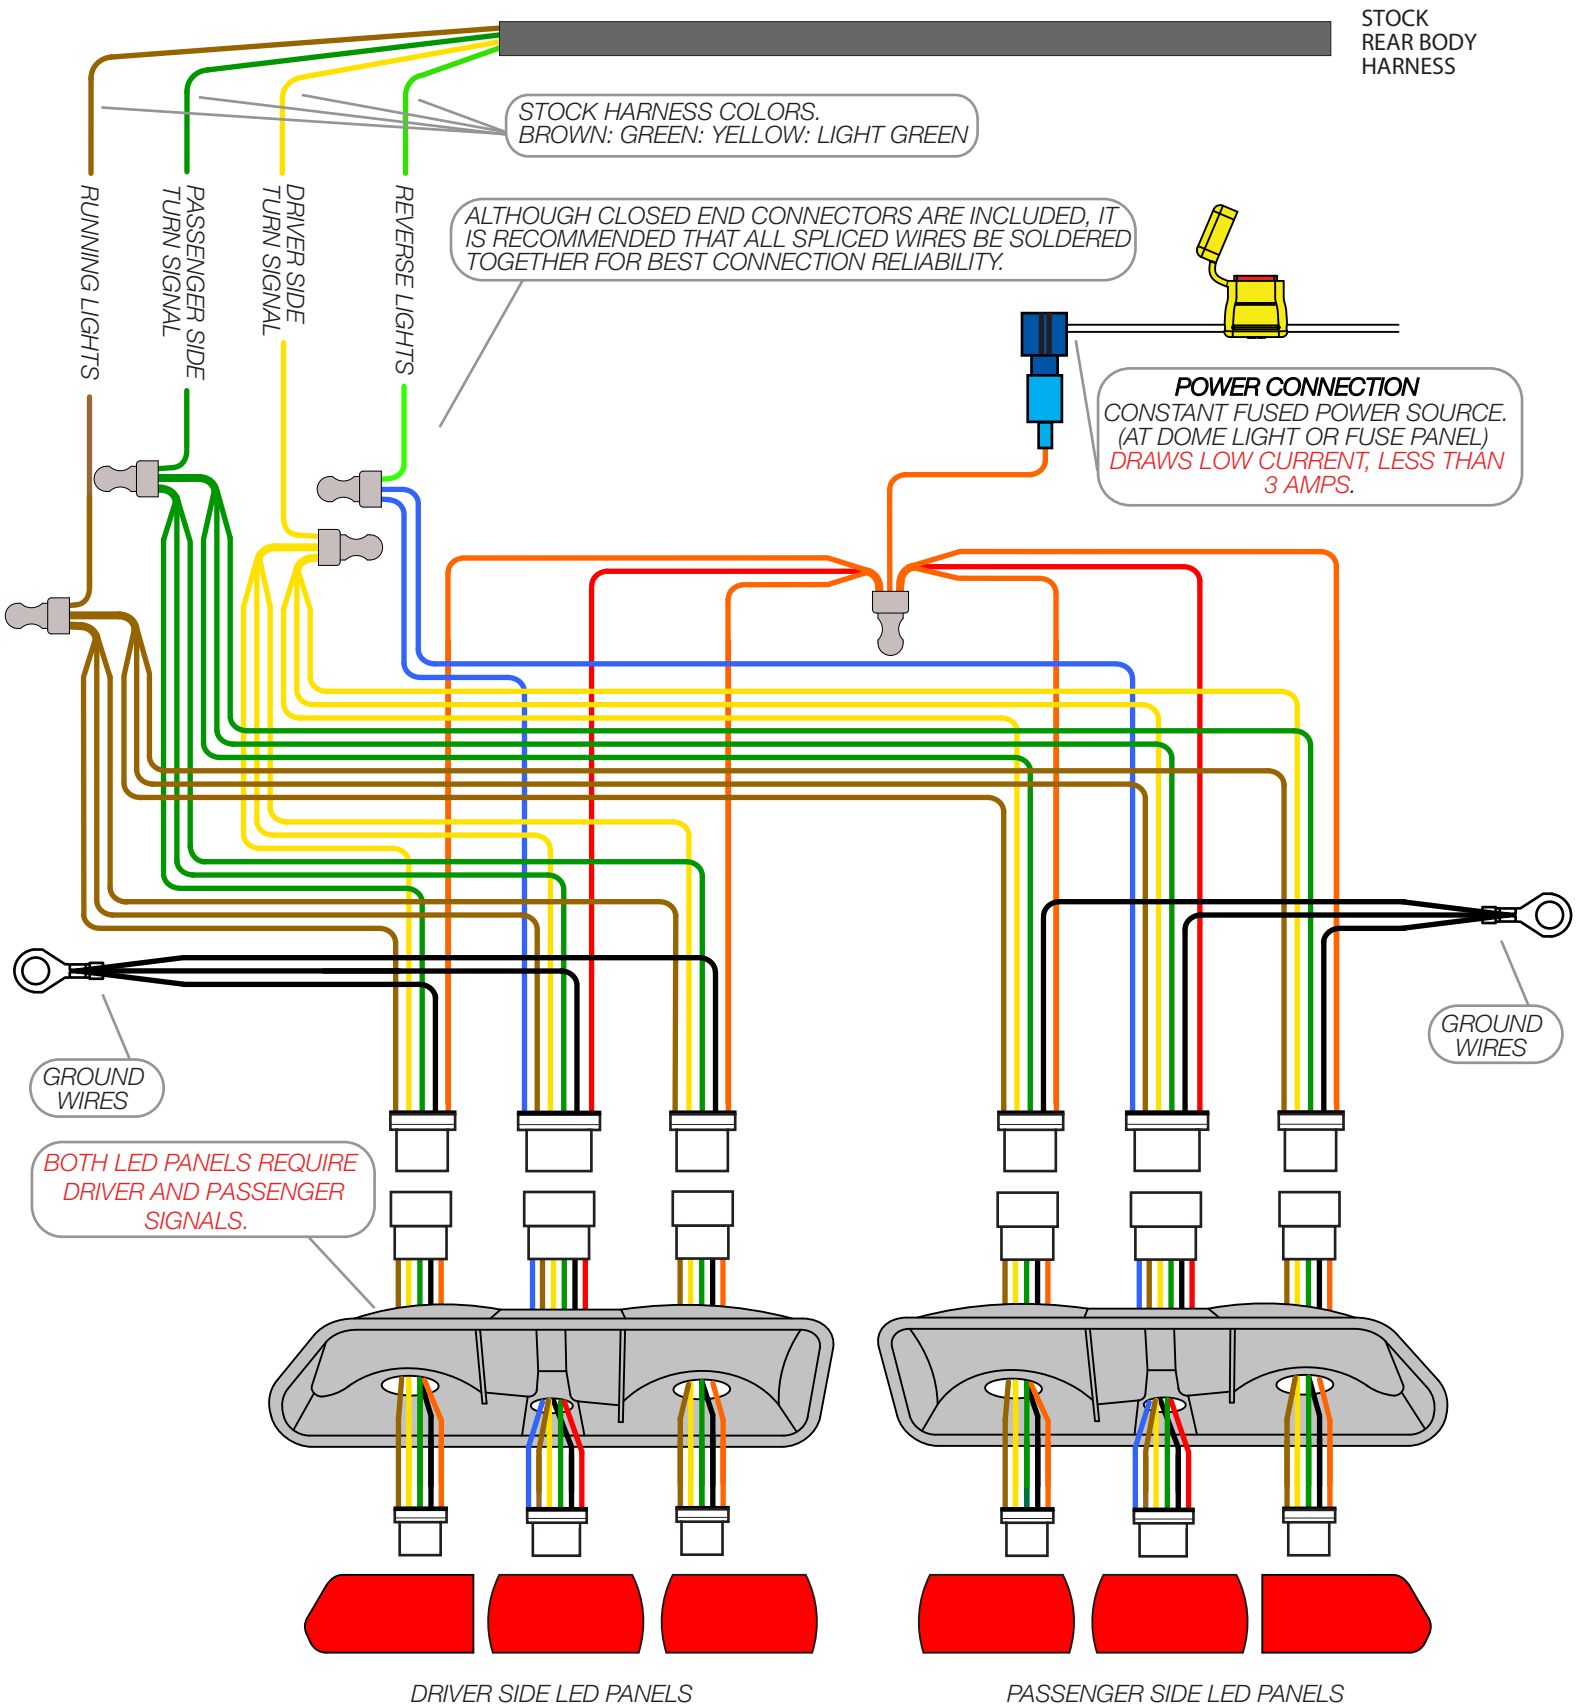 STOCK
REAR BODY
HARNESS
STOCK HARNESS COLORS.
BROWN: GREEN: YELLOW: LIGHT GREEN
RUNNING LIGHTS
PASSENGER SIDE
TURN SIGNAL
DRIVER SIDE
TURN SIGNAL
REVERSE LIGHTS
ALTHOUGH CLOSED END CONNECTORS ARE INCLUDED, IT
IS RECOMMENDED THAT ALL SPLICED WIRES BE SOLDERED
TOGETHER FOR BEST CONNECTION RELIABILITY.
POWER CONNECTION
CONSTANT FUSED POWER SOURCE.
(AT DOME LIGHT OR FUSE PANEL)
DRAWS LOW CURRENT, LESS THAN
3 AMPS.
GROUND
WIRES
GROUND
WIRES
BOTH LED PANELS REQUIRE
DRIVER AND PASSENGER
SIGNALS.
DRIVER SIDE LED PANELS
PASSENGER SIDE LED PANELS